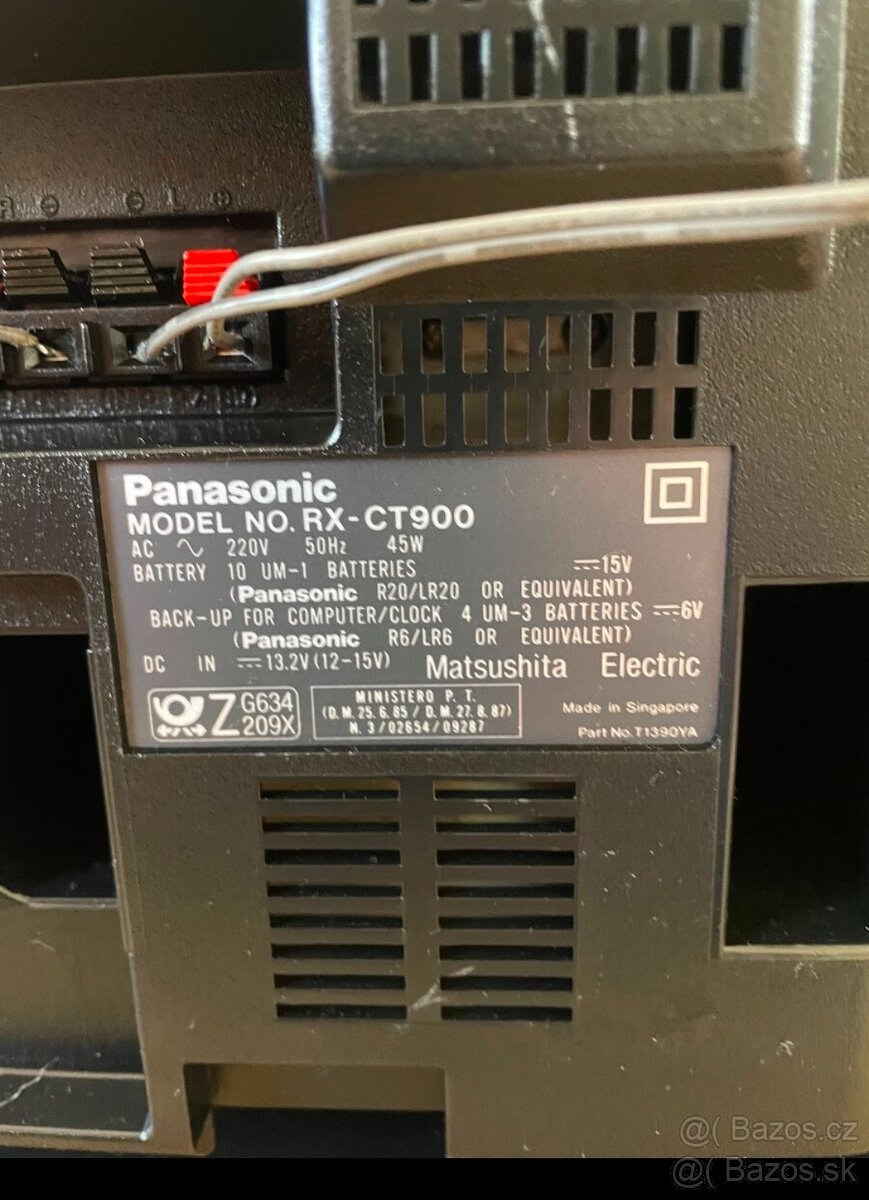 R ⊖ ⊖ L ⊕
Panasonic
MODEL NO. RX-CT900
AC ∿ 220V 50Hz 45W
BATTERY 10 UM-1 BATTERIES ⎓15V
(Panasonic R20/LR20 OR EQUIVALENT)
BACK-UP FOR COMPUTER/CLOCK 4 UM-3 BATTERIES ⎓6V
(Panasonic R6/LR6 OR EQUIVALENT)
DC IN ⎓13.2V(12-15V) Matsushita Electric
Z G634
209X
MINISTERO P. T.
(D.M.25.6.85 / D.M.27.8.87)
N.3/02654/09287
Made in Singapore
Part No.T1390YA
@( Bazos.cz
@( Bazos.sk